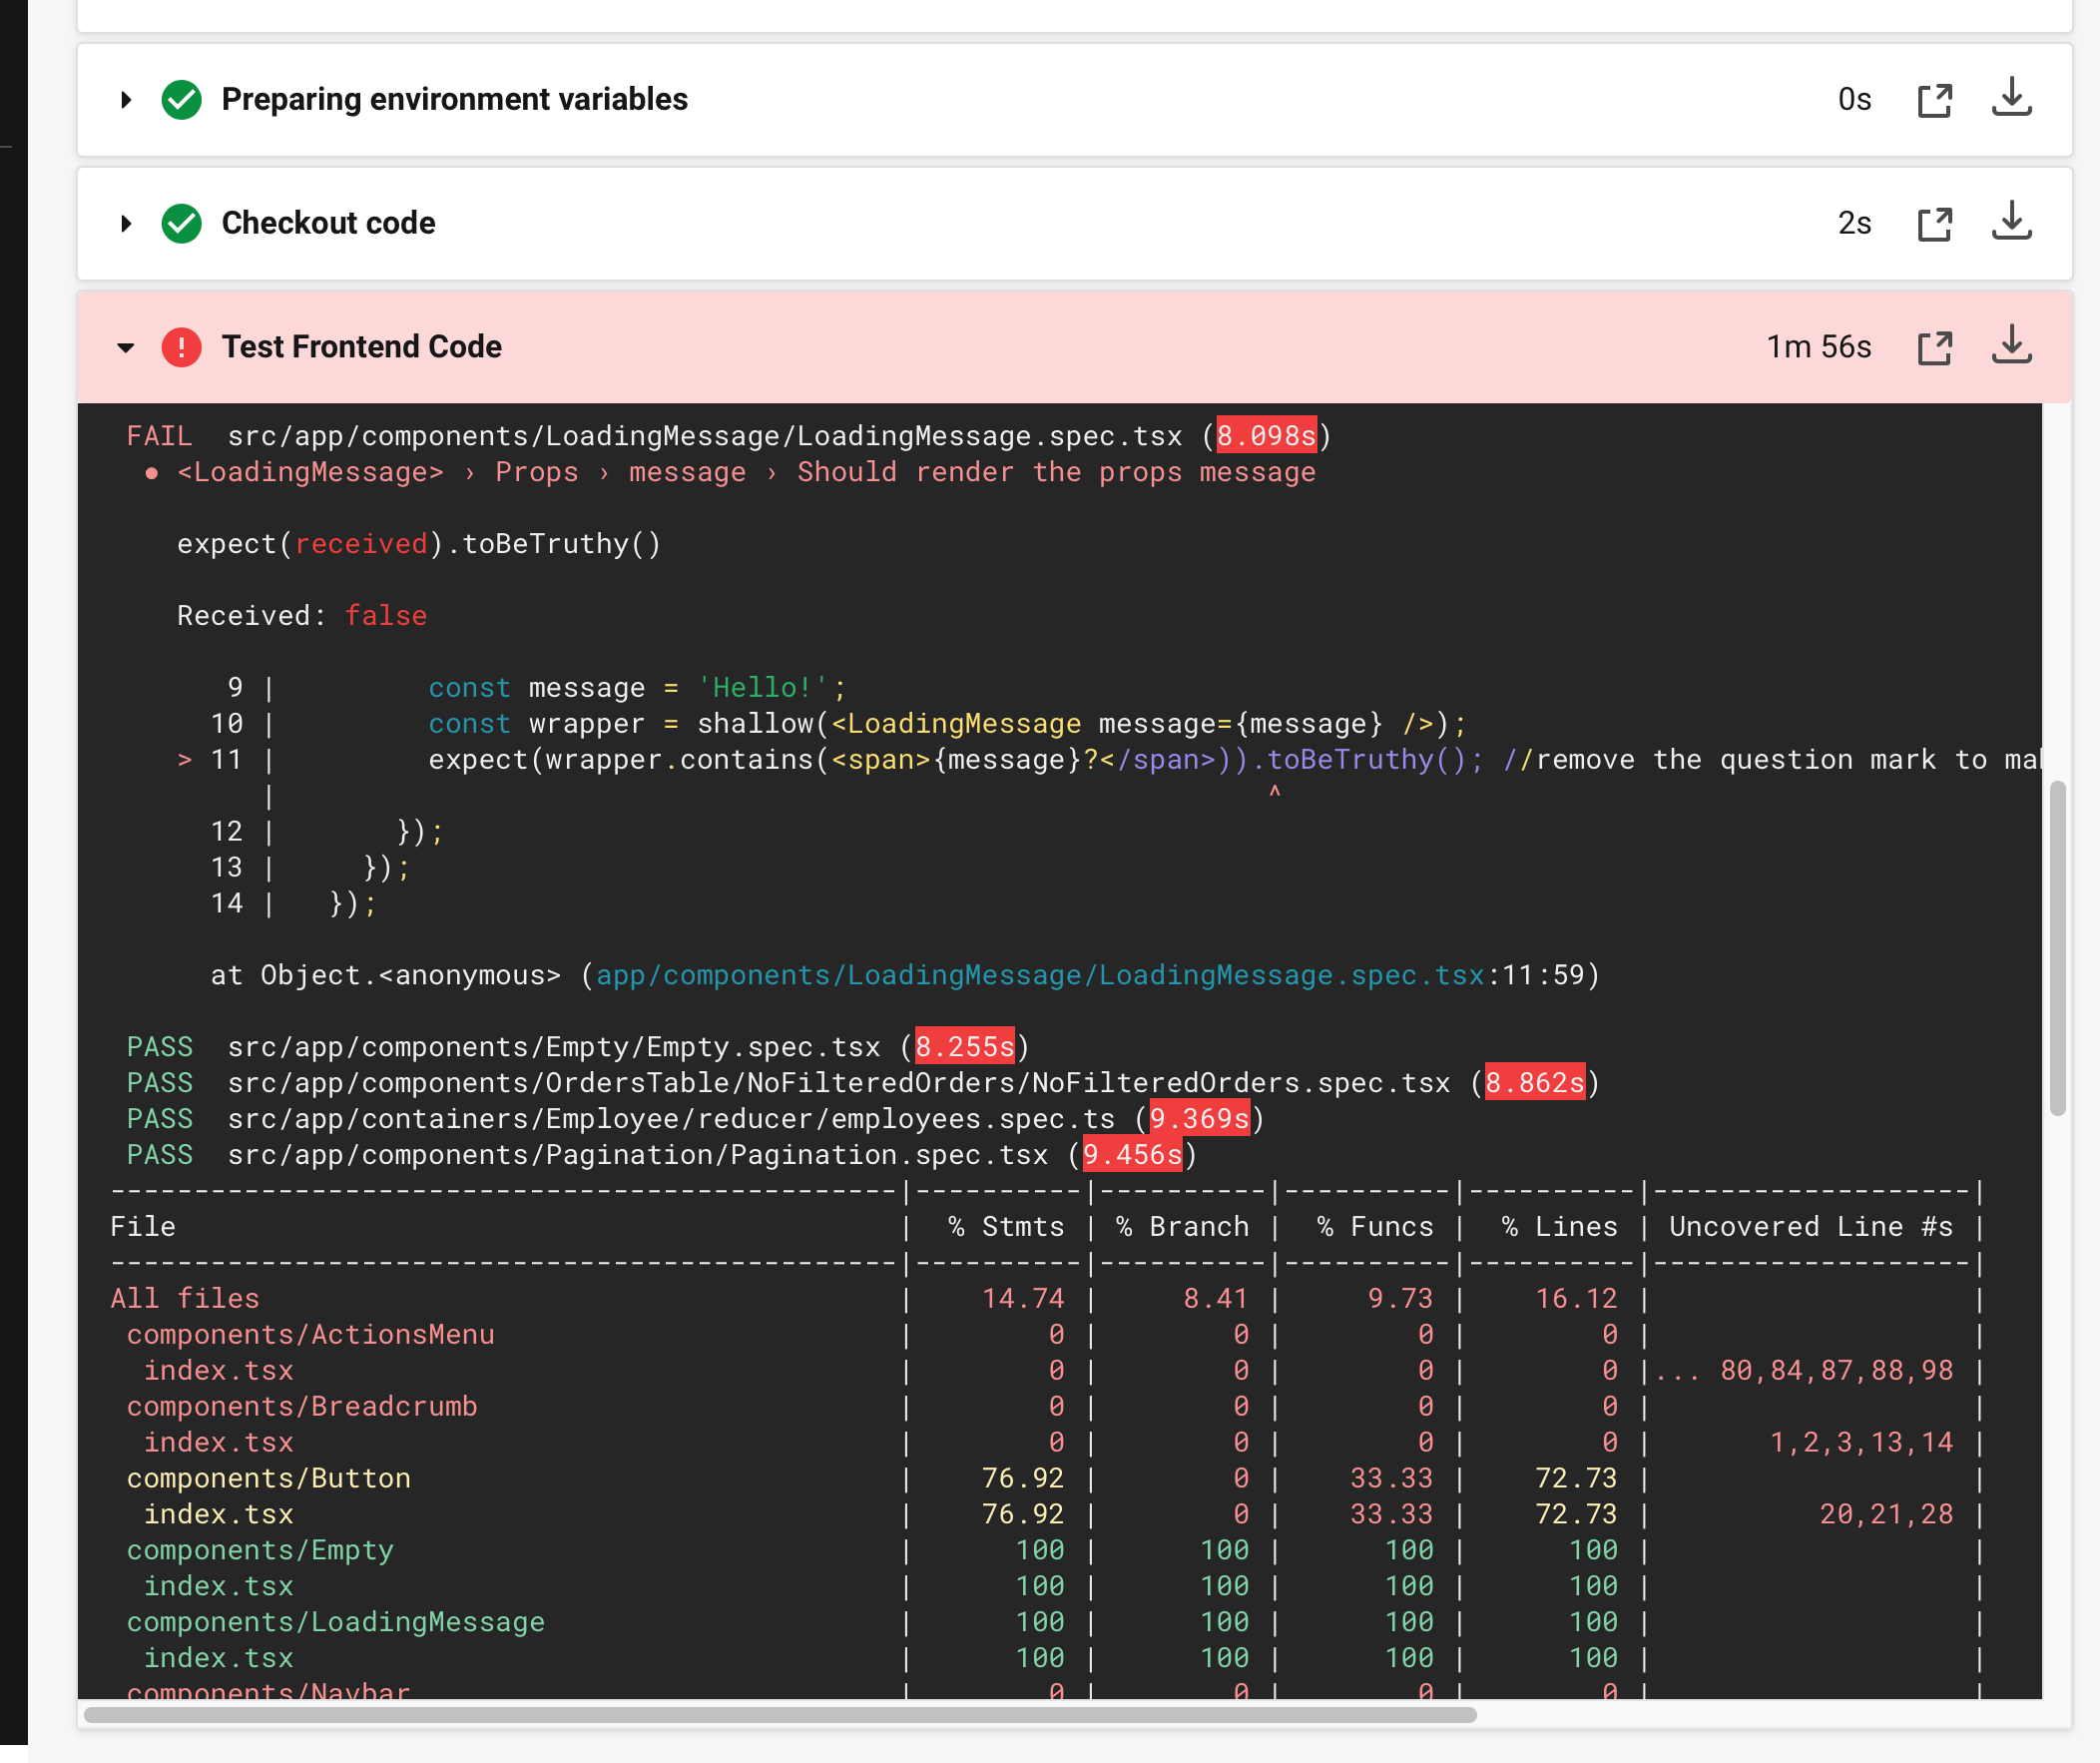 Preparing environment variables 0s
Checkout code 2s
Test Frontend Code 1m 56s
FAIL src/app/components/LoadingMessage/LoadingMessage.spec.tsx (8.098s)
● <LoadingMessage> › Props › message › Should render the props message
expect(received).toBeTruthy()
Received: false
9 | const message = 'Hello!';
10 | const wrapper = shallow(<LoadingMessage message={message} />);
> 11 | expect(wrapper.contains(<span>{message}?</span>)).toBeTruthy(); //remove the question mark to
| ^
12 | });
13 | });
14 | });
at Object.<anonymous> (app/components/LoadingMessage/LoadingMessage.spec.tsx:11:59)
PASS src/app/components/Empty/Empty.spec.tsx (8.255s)
PASS src/app/components/OrdersTable/NoFilteredOrders/NoFilteredOrders.spec.tsx (8.862s)
PASS src/app/containers/Employee/reducer/employees.spec.ts (9.369s)
PASS src/app/components/Pagination/Pagination.spec.tsx (9.456s)
-----------------------------------------------|----------|----------|----------|----------|-------------------|
File | % Stmts | % Branch | % Funcs | % Lines | Uncovered Line #s |
-----------------------------------------------|----------|----------|----------|----------|-------------------|
All files | 14.74 | 8.41 | 9.73 | 16.12 | |
components/ActionsMenu | 0 | 0 | 0 | 0 | |
index.tsx | 0 | 0 | 0 | 0 |... 80,84,87,88,98 |
components/Breadcrumb | 0 | 0 | 0 | 0 | |
index.tsx | 0 | 0 | 0 | 0 | 1,2,3,13,14 |
components/Button | 76.92 | 0 | 33.33 | 72.73 | |
index.tsx | 76.92 | 0 | 33.33 | 72.73 | 20,21,28 |
components/Empty | 100 | 100 | 100 | 100 | |
index.tsx | 100 | 100 | 100 | 100 | |
components/LoadingMessage | 100 | 100 | 100 | 100 | |
index.tsx | 100 | 100 | 100 | 100 | |
components/Navbar | 0 | 0 | 0 | 0 | |